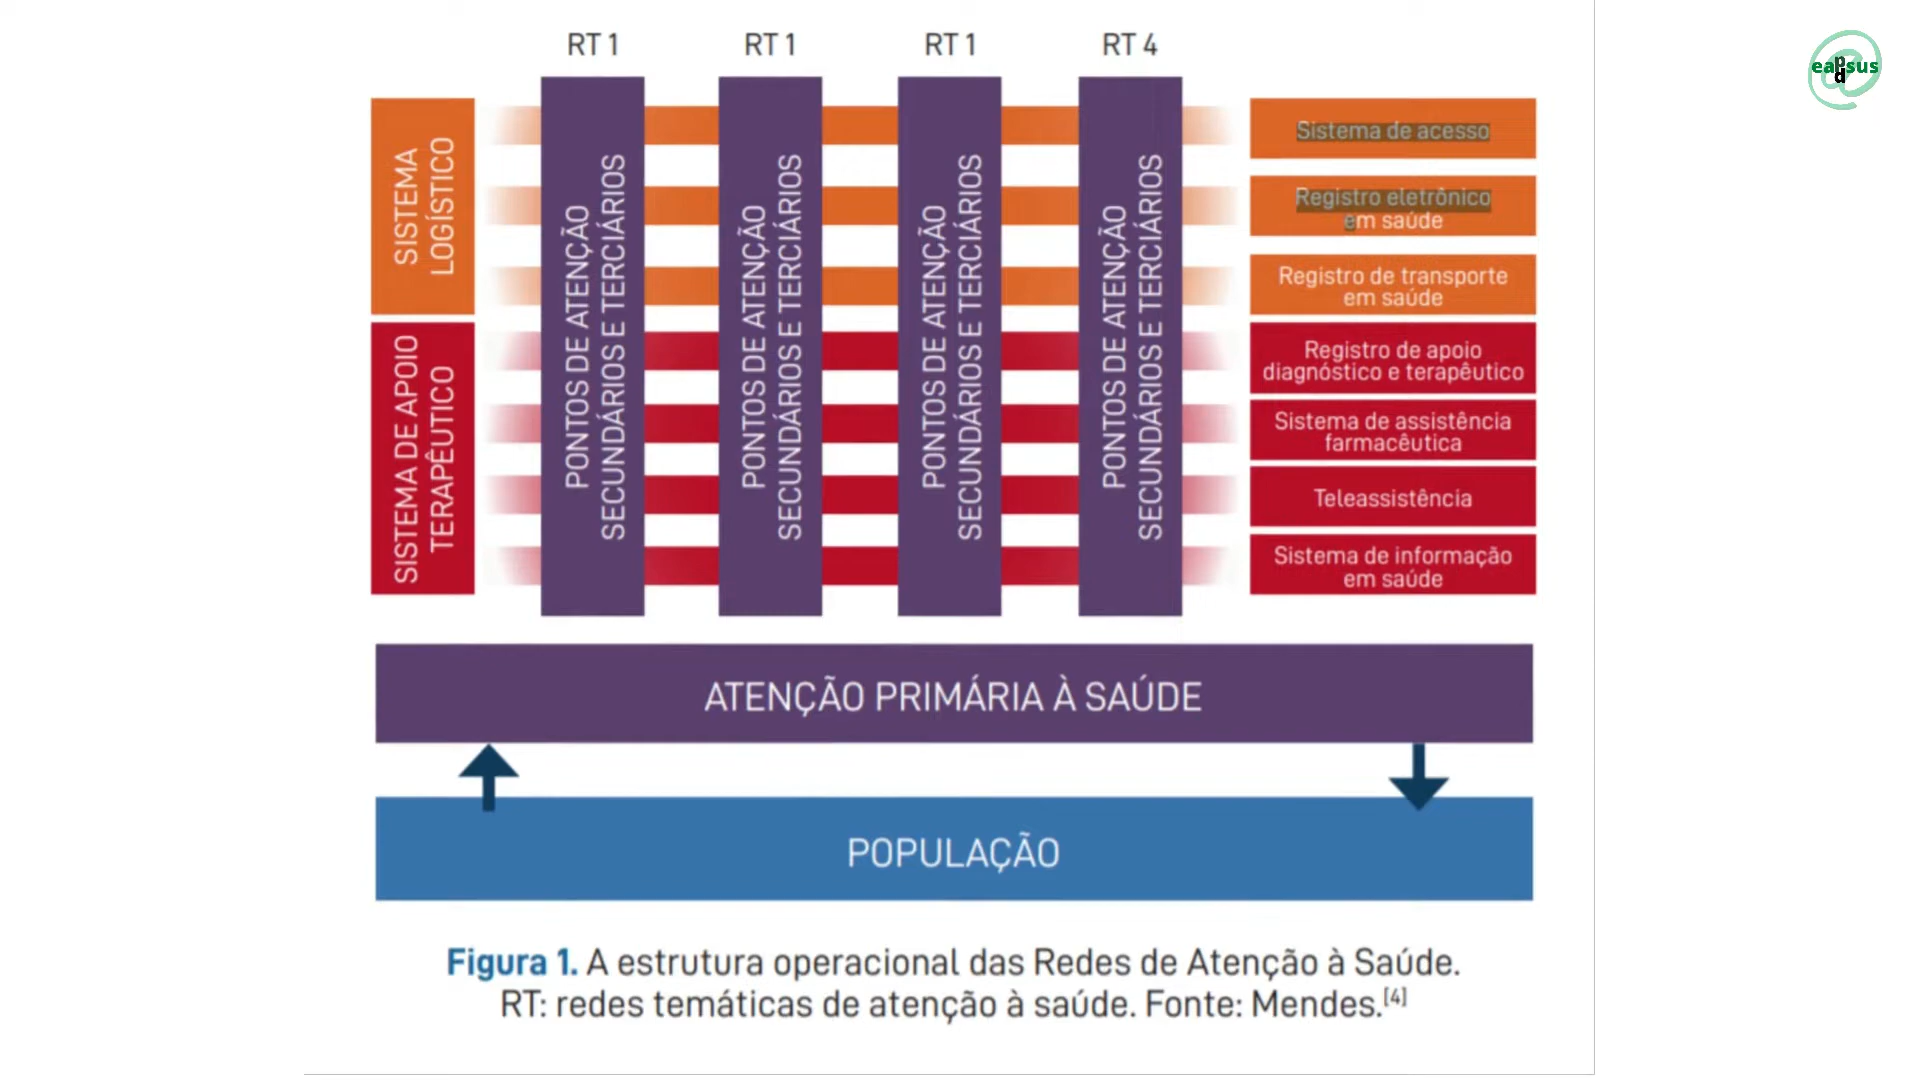 RT 1
RT 1
RT 1
RT 4
SISTEMA
LOGÍSTICO
SISTEMA DE APOIO
TERAPÊUTICO
PONTOS DE ATENÇÃO
SECUNDÁRIOS E TERCIÁRIOS
PONTOS DE ATENÇÃO
SECUNDÁRIOS E TERCIÁRIOS
PONTOS DE ATENÇÃO
SECUNDÁRIOS E TERCIÁRIOS
PONTOS DE ATENÇÃO
SECUNDÁRIOS E TERCIÁRIOS
Sistema de acesso
Registro eletrônico
em saúde
Registro de transporte
em saúde
Registro de apoio
diagnóstico e terapêutico
Sistema de assistência
farmacêutica
Teleassistência
Sistema de informação
em saúde
ATENÇÃO PRIMÁRIA À SAÚDE
POPULAÇÃO
Figura 1. A estrutura operacional das Redes de Atenção à Saúde.
RT: redes temáticas de atenção à saúde. Fonte: Mendes.[4]